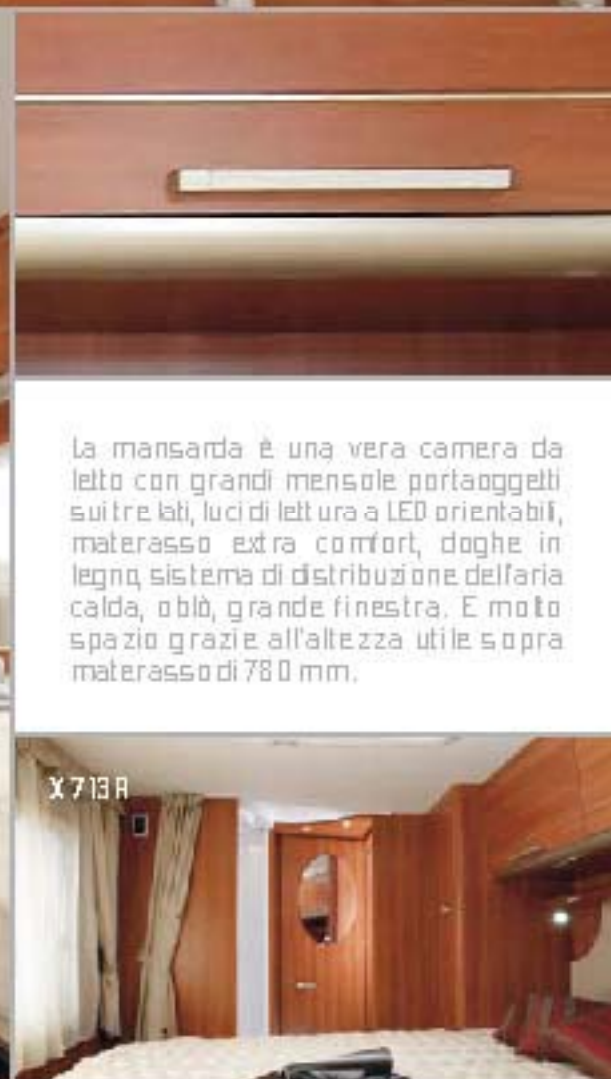 La mansarda è una vera camera da
letto con grandi mensole portaoggetti
sui tre lati, luci di lettura a LED orientabili,
materasso extra comfort, doghe in
legno, sistema di distribuzione dell'aria
calda, oblò, grande finestra. E molto
spazio grazie all'altezza utile sopra
materasso di 780 mm.
X 713 R